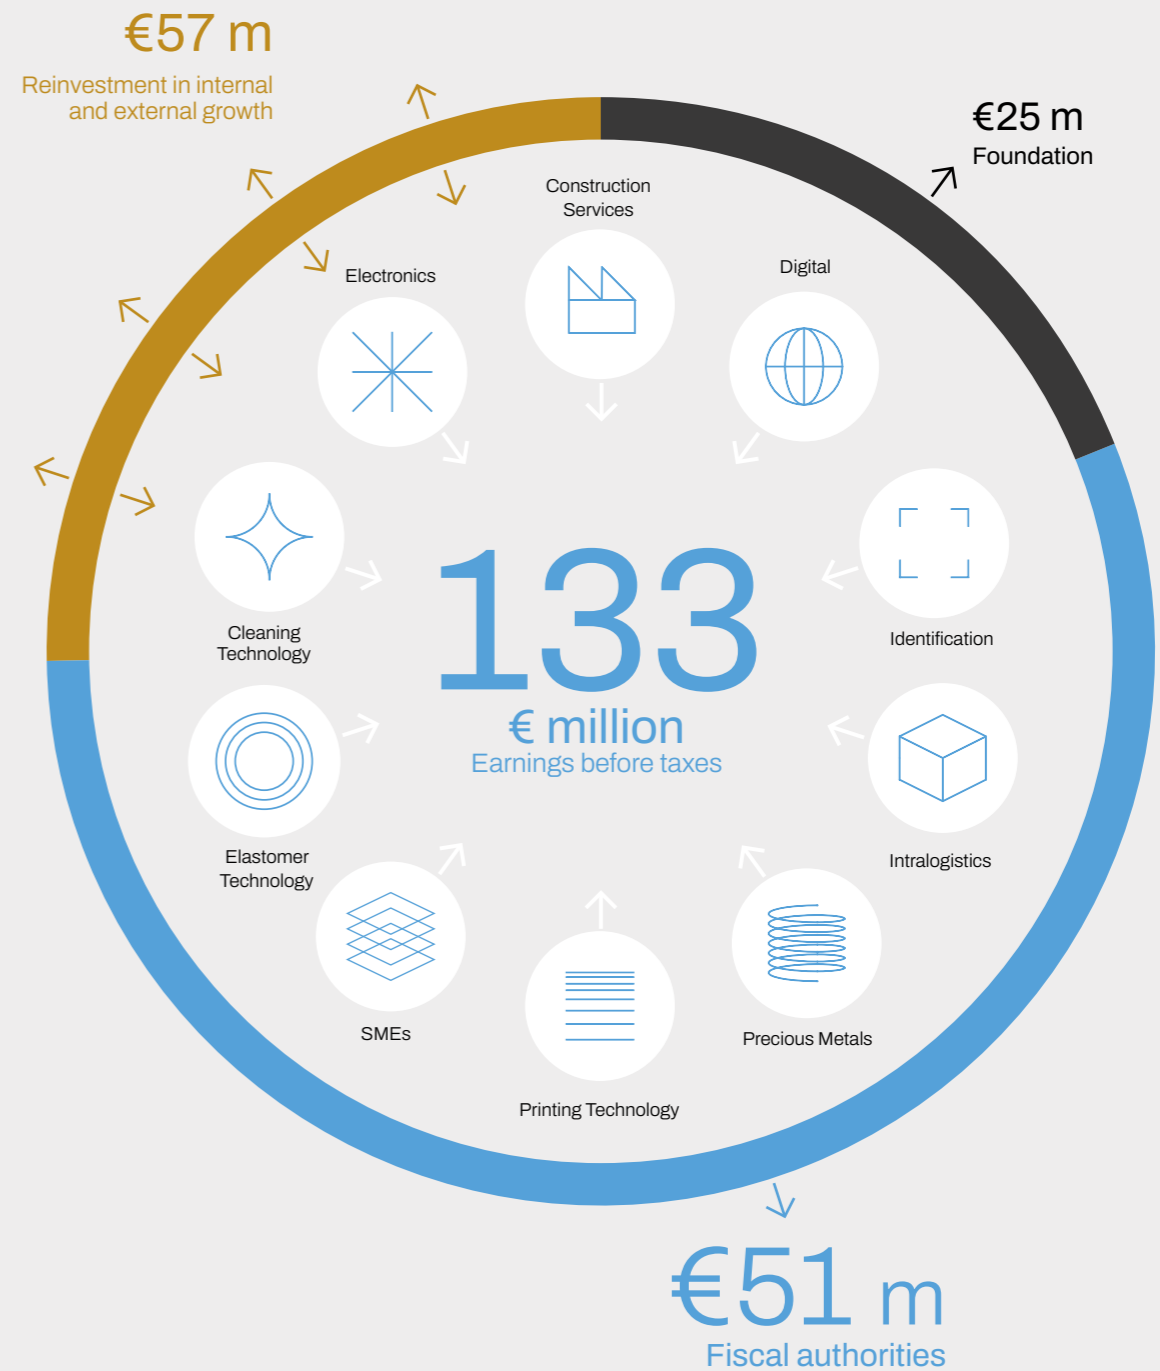 €57 m
Reinvestment in internal
and external growth
€25 m
Foundation
Construction
Services
Digital
Electronics
Identification
Cleaning
Technology
133
€ million
Earnings before taxes
Elastomer
Technology
Intralogistics
SMEs
Precious Metals
Printing Technology
€51 m
Fiscal authorities